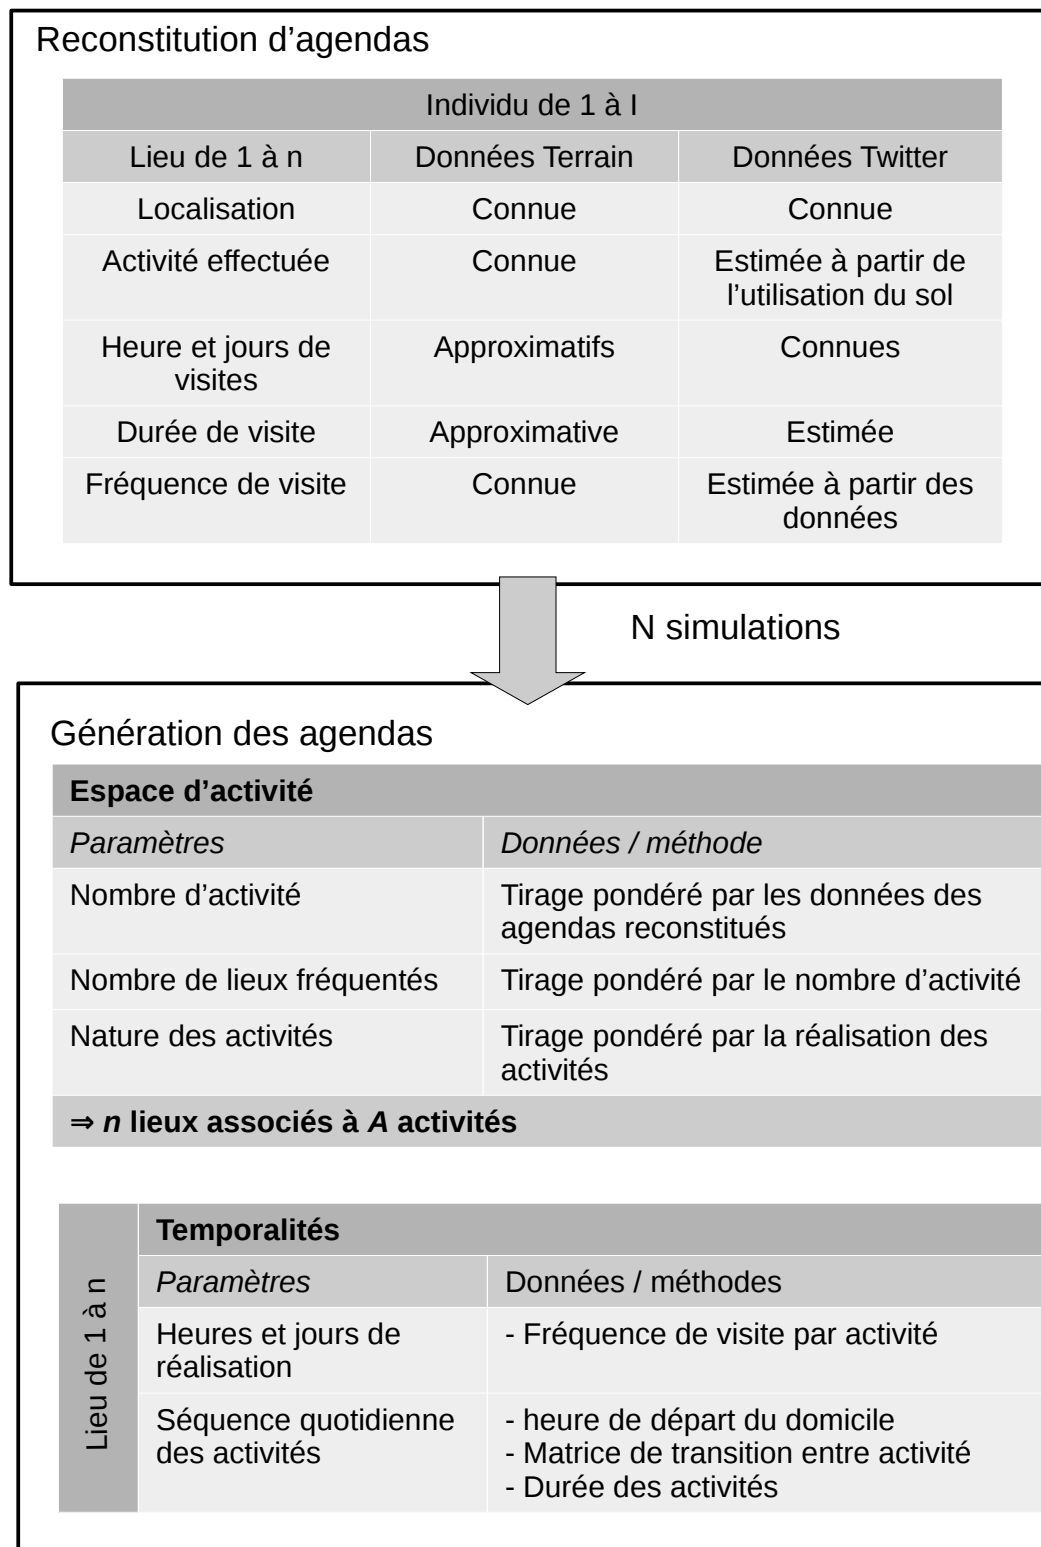 Reconstitution d’agendas
Individu de 1 à I
Lieu de 1 à n
Données Terrain
Données Twitter
Localisation
Connue
Connue
Activité effectuée
Connue
Estimée à partir de
l’utilisation du sol
Heure et jours de
visites
Approximatifs
Connues
Durée de visite
Approximative
Estimée
Fréquence de visite
Connue
Estimée à partir des
données
N simulations
Génération des agendas
Espace d’activité
Paramètres
Données / méthode
Nombre d’activité
Tirage pondéré par les données des
agendas reconstitués
Nombre de lieux fréquentés
Tirage pondéré par le nombre d’activité
Nature des activités
Tirage pondéré par la réalisation des
activités
⇒ n lieux associés à A activités
Lieu de 1 à n
Temporalités
Paramètres
Données / méthodes
Heures et jours de
réalisation
- Fréquence de visite par activité
Séquence quotidienne
des activités
- heure de départ du domicile
- Matrice de transition entre activité
- Durée des activités